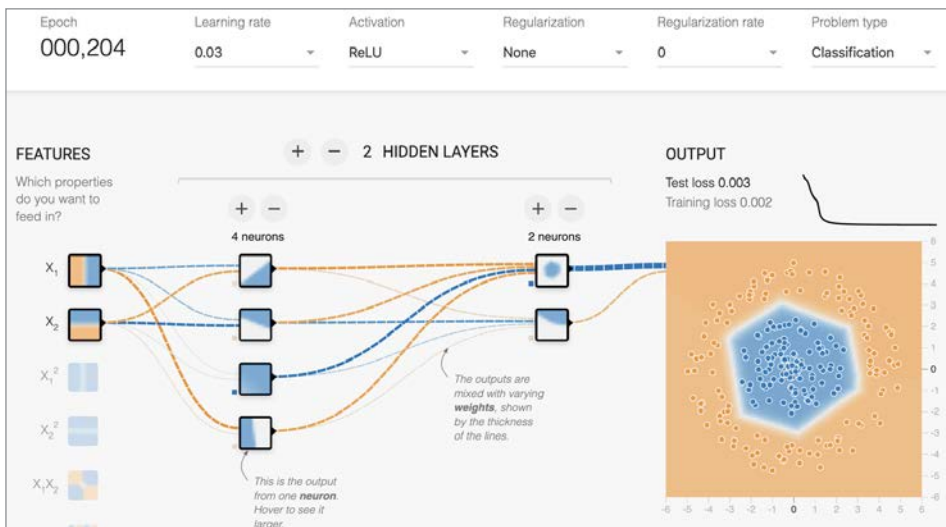 Epoch
000,204
Learning rate
0.03
Activation
ReLU
Regularization
None
Regularization rate
0
Problem type
Classification
FEATURES
Which properties
do you want to
feed in?
+ − 2 HIDDEN LAYERS
+ −
4 neurons
+ −
2 neurons
OUTPUT
Test loss 0.003
Training loss 0.002
X₁
X₂
X₁²
X₂²
X₁X₂
The outputs are
mixed with varying
weights, shown
by the thickness
of the lines.
This is the output
from one neuron.
Hover to see it
larger.
6
5
4
3
2
1
0
-1
-2
-3
-4
-5
-6
-6 -5 -4 -3 -2 -1 0 1 2 3 4 5 6